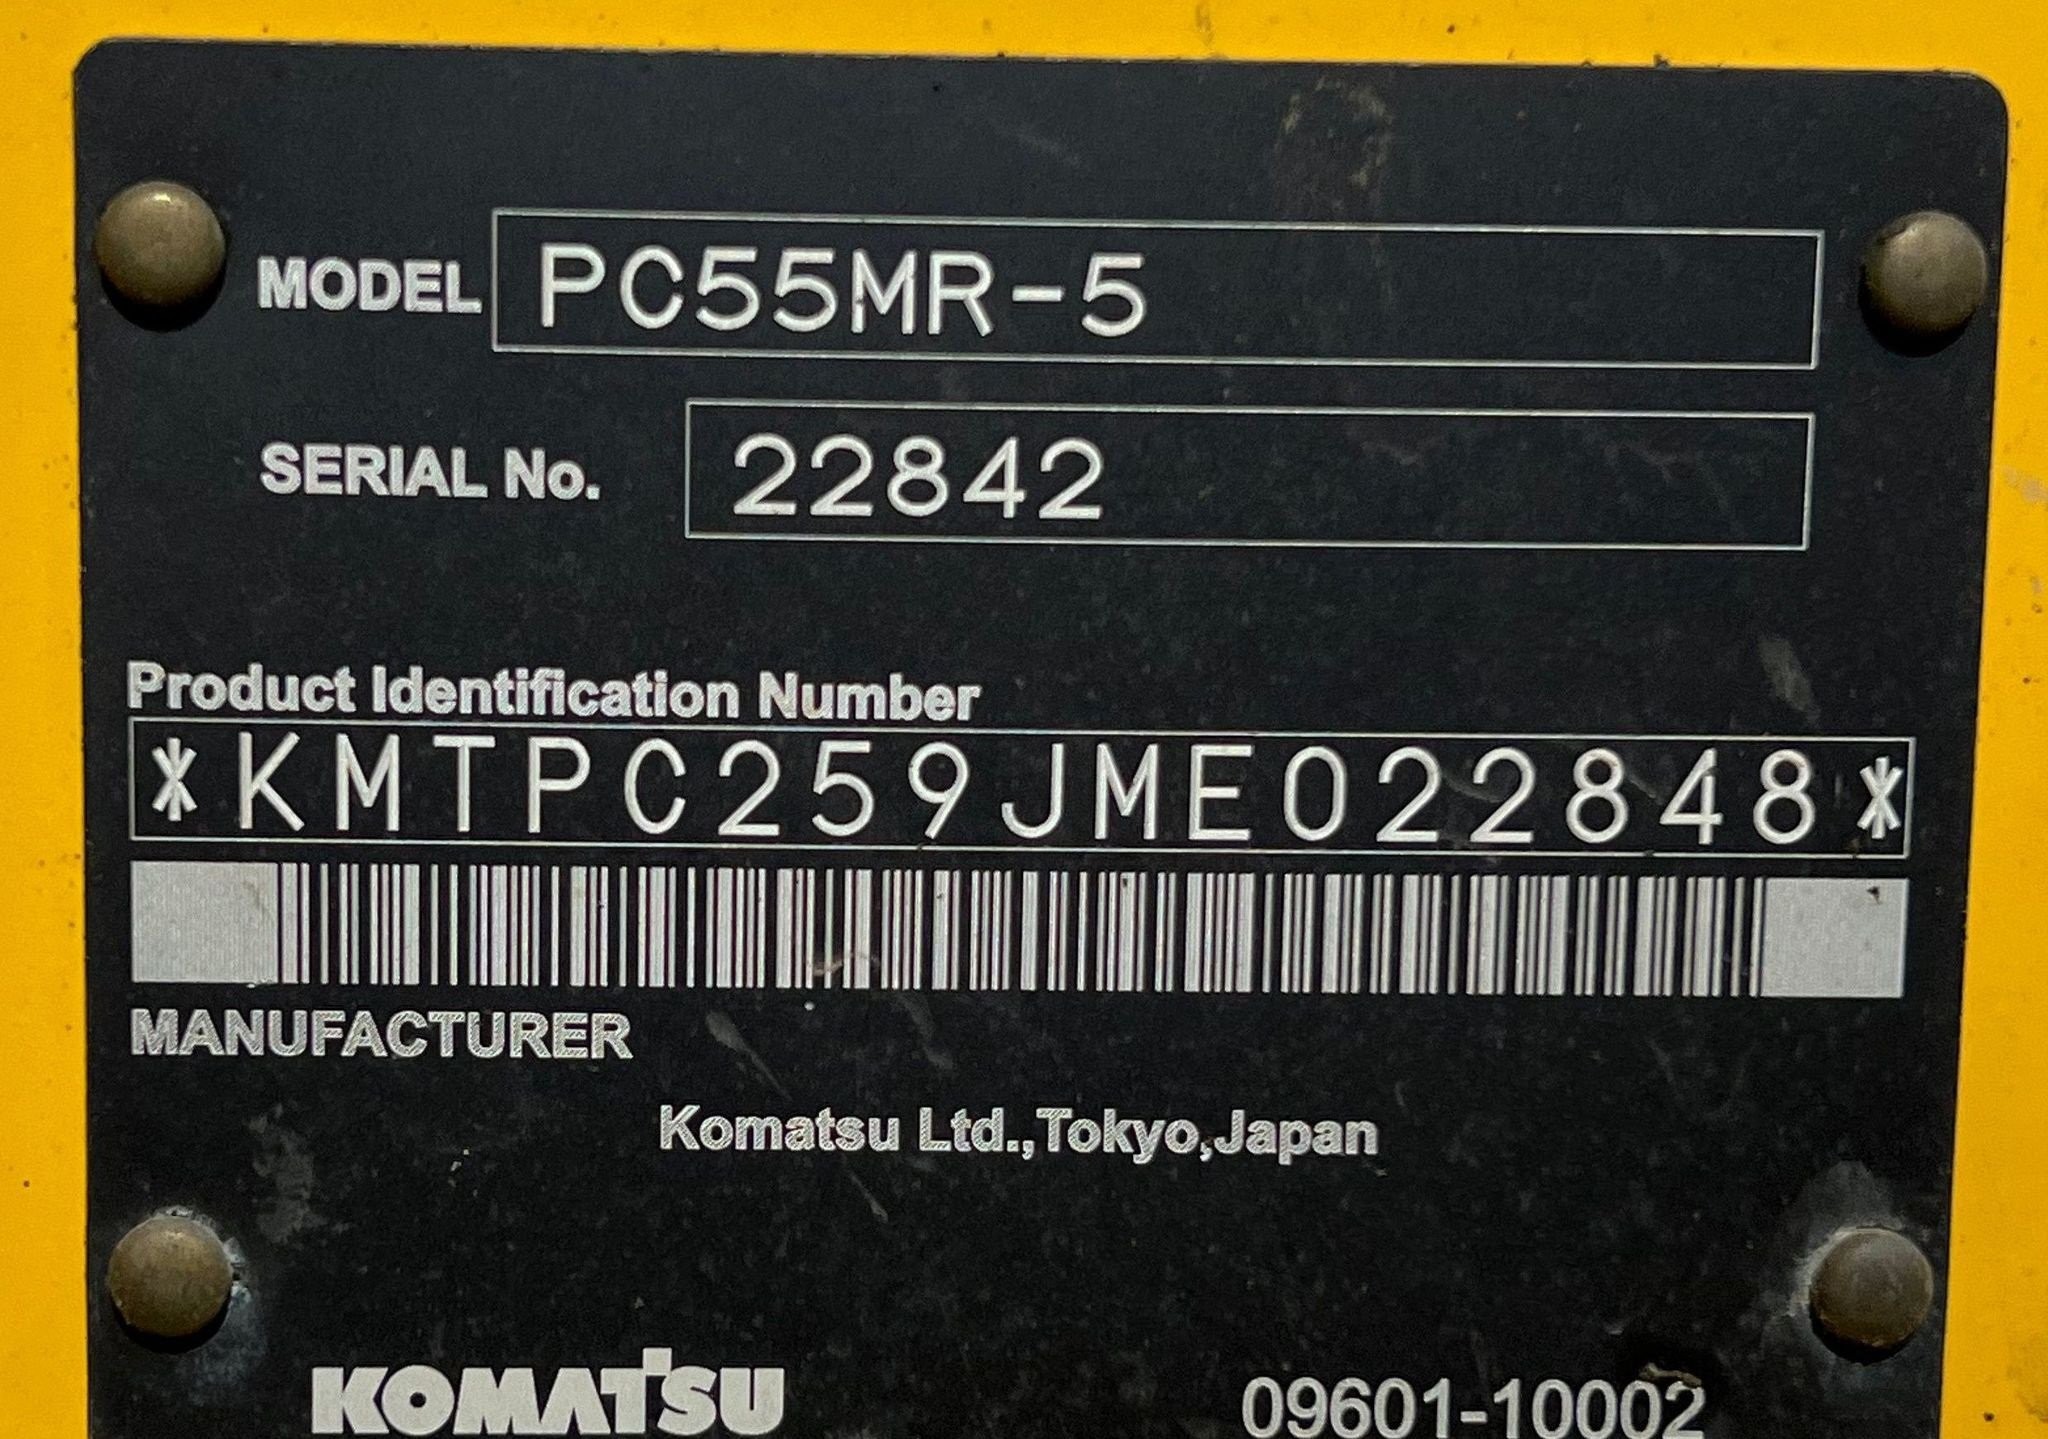 MODEL PC55MR-5
SERIAL No. 22842
Product Identification Number
*KMTPC259JME022848*
MANUFACTURER
Komatsu Ltd.,Tokyo,Japan
KOMATSU 09601-10002